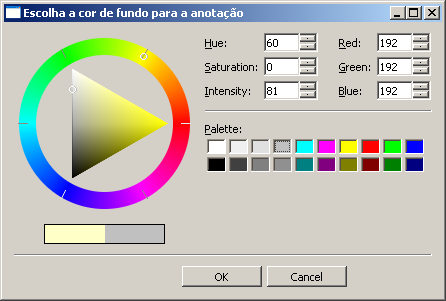 Escolha a cor de fundo para a anotação
Hue: 60 Red: 192
Saturation: 0 Green: 192
Intensity: 81 Blue: 192
Palette:
OK Cancel